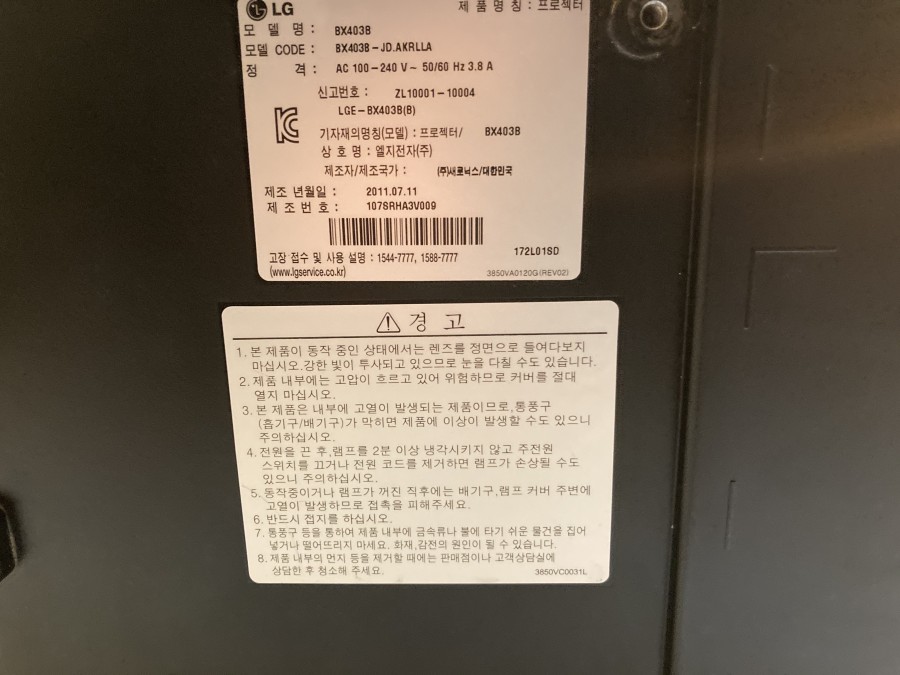 LG
제품명칭 : 프로젝터
모 델 명 : BX403B
모델 CODE : BX403B-JD.AKRLLA
정 격 : AC 100-240 V~ 50/60 Hz 3.8 A
신고번호 : ZL10001-10004
LGE-BX403B(B)
기자재의명칭(모델) : 프로젝터/ BX403B
상 호 명 : 엘지전자(주)
제조자/제조국가 : (주)새로닉스/대한민국
제조 년월일 : 2011.07.11
제 조 번 호 : 107SRHA3V009
172L01SD
고장 접수 및 사용 설명 : 1544-7777, 1588-7777
(www.lgservice.co.kr)
3850VA0120G(REV02)
경 고
1. 본 제품이 동작 중인 상태에서는 렌즈를 정면으로 들여다보지
마십시오.강한 빛이 투사되고 있으므로 눈을 다칠 수도 있습니다.
2. 제품 내부에는 고압이 흐르고 있어 위험하므로 커버를 절대
열지 마십시오.
3. 본 제품은 내부에 고열이 발생되는 제품이므로,통풍구
(흡기구/배기구)가 막히면 제품에 이상이 발생할 수도 있으니
주의하십시오.
4. 전원을 끈 후,램프를 2분 이상 냉각시키지 않고 주전원
스위치를 끄거나 전원 코드를 제거하면 램프가 손상될 수도
있으니 주의하십시오.
5. 동작중이거나 램프가 꺼진 직후에는 배기구,램프 커버 주변에
고열이 발생하므로 접촉을 피해주세요.
6. 반드시 접지를 하십시오.
7. 통풍구 등을 통하여 제품 내부에 금속류나 불에 타기 쉬운 물건을 집어
넣거나 떨어뜨리지 마세요. 화재,감전의 원인이 될 수 있습니다.
8. 제품 내부의 먼지 등을 제거할 때에는 판매점이나 고객상담실에
상담한 후 청소해 주세요.
3850VC0031L